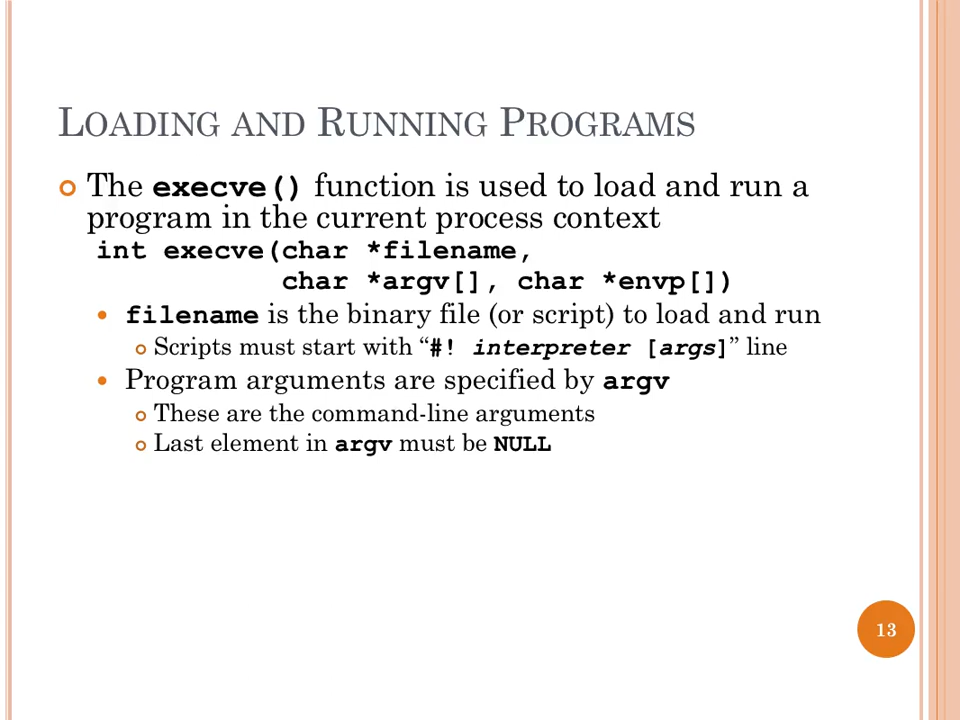 LOADING AND RUNNING PROGRAMS
The execve() function is used to load and run a
program in the current process context
int execve(char *filename,
char *argv[], char *envp[])
filename is the binary file (or script) to load and run
Scripts must start with “#! interpreter [args]” line
Program arguments are specified by argv
These are the command-line arguments
Last element in argv must be NULL
13